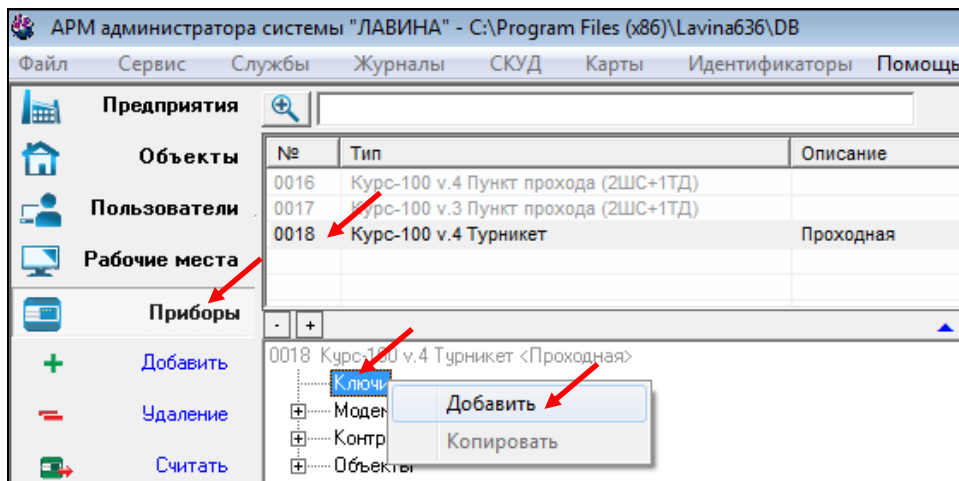 АРМ администратора системы "ЛАВИНА" - C:\Program Files (x86)\Lavina636\DB
Файл Сервис Службы Журналы СКУД Карты Идентификаторы Помощь
Предприятия
Объекты
Пользователи
Рабочие места
Приборы
Добавить
Удаление
Считать
№ Тип Описание
0016 Курс-100 v.4 Пункт прохода (2ШС+1ТД)
0017 Курс-100 v.3 Пункт прохода (2ШС+1ТД)
0018 Курс-100 v.4 Турникет Проходная
- +
0018 Курс-100 v.4 Турникет <Проходная>
Ключи
Добавить
Копировать
Модем
Контр
Объекты